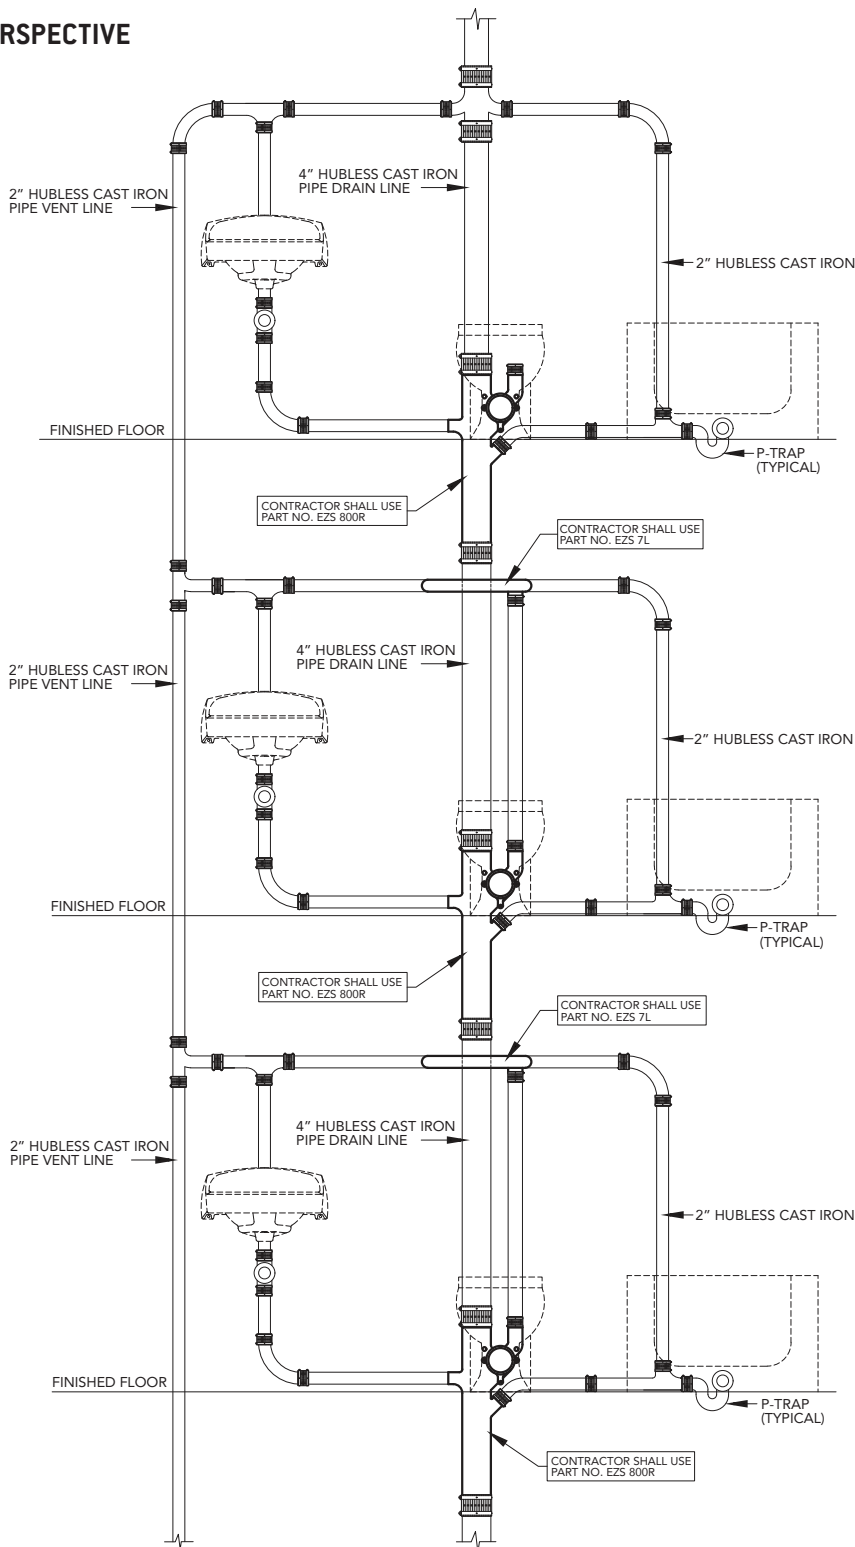 RSPECTIVE
4” HUBLESS CAST IRON
PIPE DRAIN LINE
2” HUBLESS CAST IRON
PIPE VENT LINE
2” HUBLESS CAST IRON
FINISHED FLOOR
P-TRAP
(TYPICAL)
CONTRACTOR SHALL USE
PART NO. EZS 800R
CONTRACTOR SHALL USE
PART NO. EZS 7L
4” HUBLESS CAST IRON
PIPE DRAIN LINE
2” HUBLESS CAST IRON
PIPE VENT LINE
2” HUBLESS CAST IRON
FINISHED FLOOR
P-TRAP
(TYPICAL)
CONTRACTOR SHALL USE
PART NO. EZS 800R
CONTRACTOR SHALL USE
PART NO. EZS 7L
4” HUBLESS CAST IRON
PIPE DRAIN LINE
2” HUBLESS CAST IRON
PIPE VENT LINE
2” HUBLESS CAST IRON
FINISHED FLOOR
P-TRAP
(TYPICAL)
CONTRACTOR SHALL USE
PART NO. EZS 800R